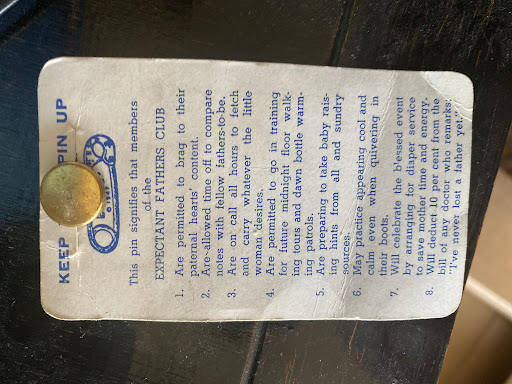 KEEP PIN UP
This pin signifies that members
of the
EXPECTANT FATHERS CLUB
1. Are permitted to brag to their
paternal hearts' content.
2. Are allowed time off to compare
notes with fellow fathers-to-be.
3. Are on call at all hours to fetch
and carry whatever the little
woman desires.
4. Are permitted to go in training
for future midnight floor walk-
ing tours and dawn bottle warm-
ing patrols.
5. Are preparing to take baby rais-
ing hints from all and sundry
sources.
6. May practice appearing cool and
calm even when quivering in
their boots.
7. Will celebrate the blessed event
by arranging for diaper service
to save mother time and energy.
8. Will deduct 10 per cent from the
bill of any doctor who remarks:
"I've never lost a father yet."